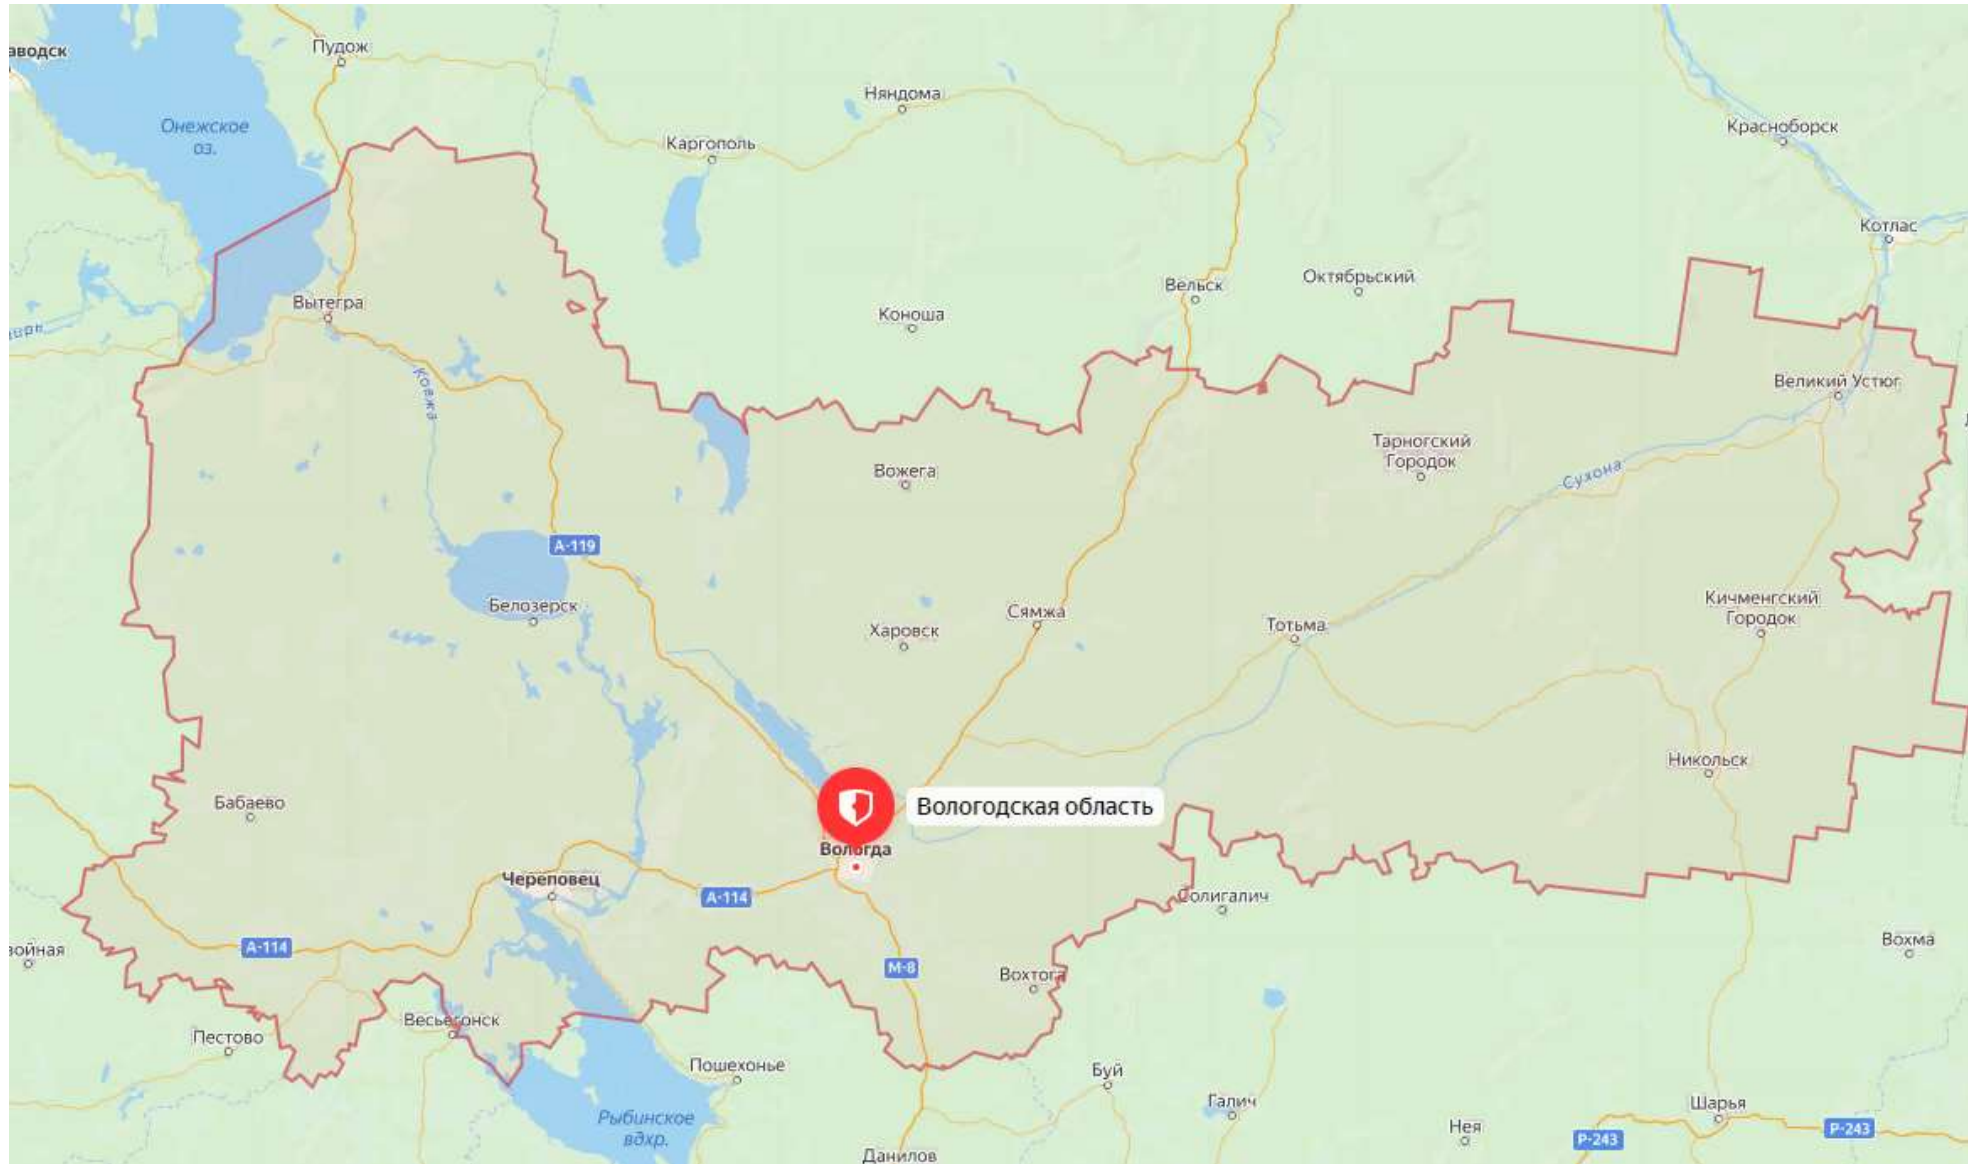 Пудож
аводск
Няндома
Онежское
оз.
Каргополь
Красноборск
Котлас
Октябрьский
Вельск
Вытегра
Коноша
Ковжа
Великий Устюг
Тарногский
Городок
Вожега
Сухона
А-119
Белозерск
Сямжа
Харовск
Тотьма
Кичменгский
Городок
Никольск
Бабаево
Вологодская область
Вологда
Череповец
А-114
Солигалич
А-114
войная
М-8
Вохтога
Вохма
Весьегонск
Пестово
Пошехонье
Буй
Галич
Шарья
Рыбинское
вдхр.
Нея
Р-243
Р-243
Данилов